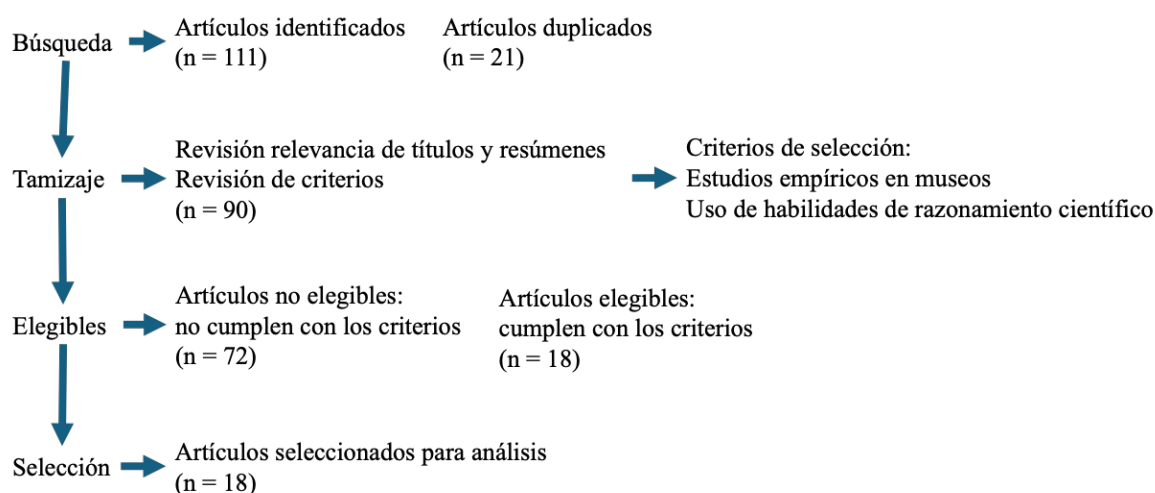 Búsqueda
Artículos identificados
(n = 111)
Artículos duplicados
(n = 21)
Tamizaje
Revisión relevancia de títulos y resúmenes
Revisión de criterios
(n = 90)
Criterios de selección:
Estudios empíricos en museos
Uso de habilidades de razonamiento científico
Elegibles
Artículos no elegibles:
no cumplen con los criterios
(n = 72)
Artículos elegibles:
cumplen con los criterios
(n = 18)
Selección
Artículos seleccionados para análisis
(n = 18)